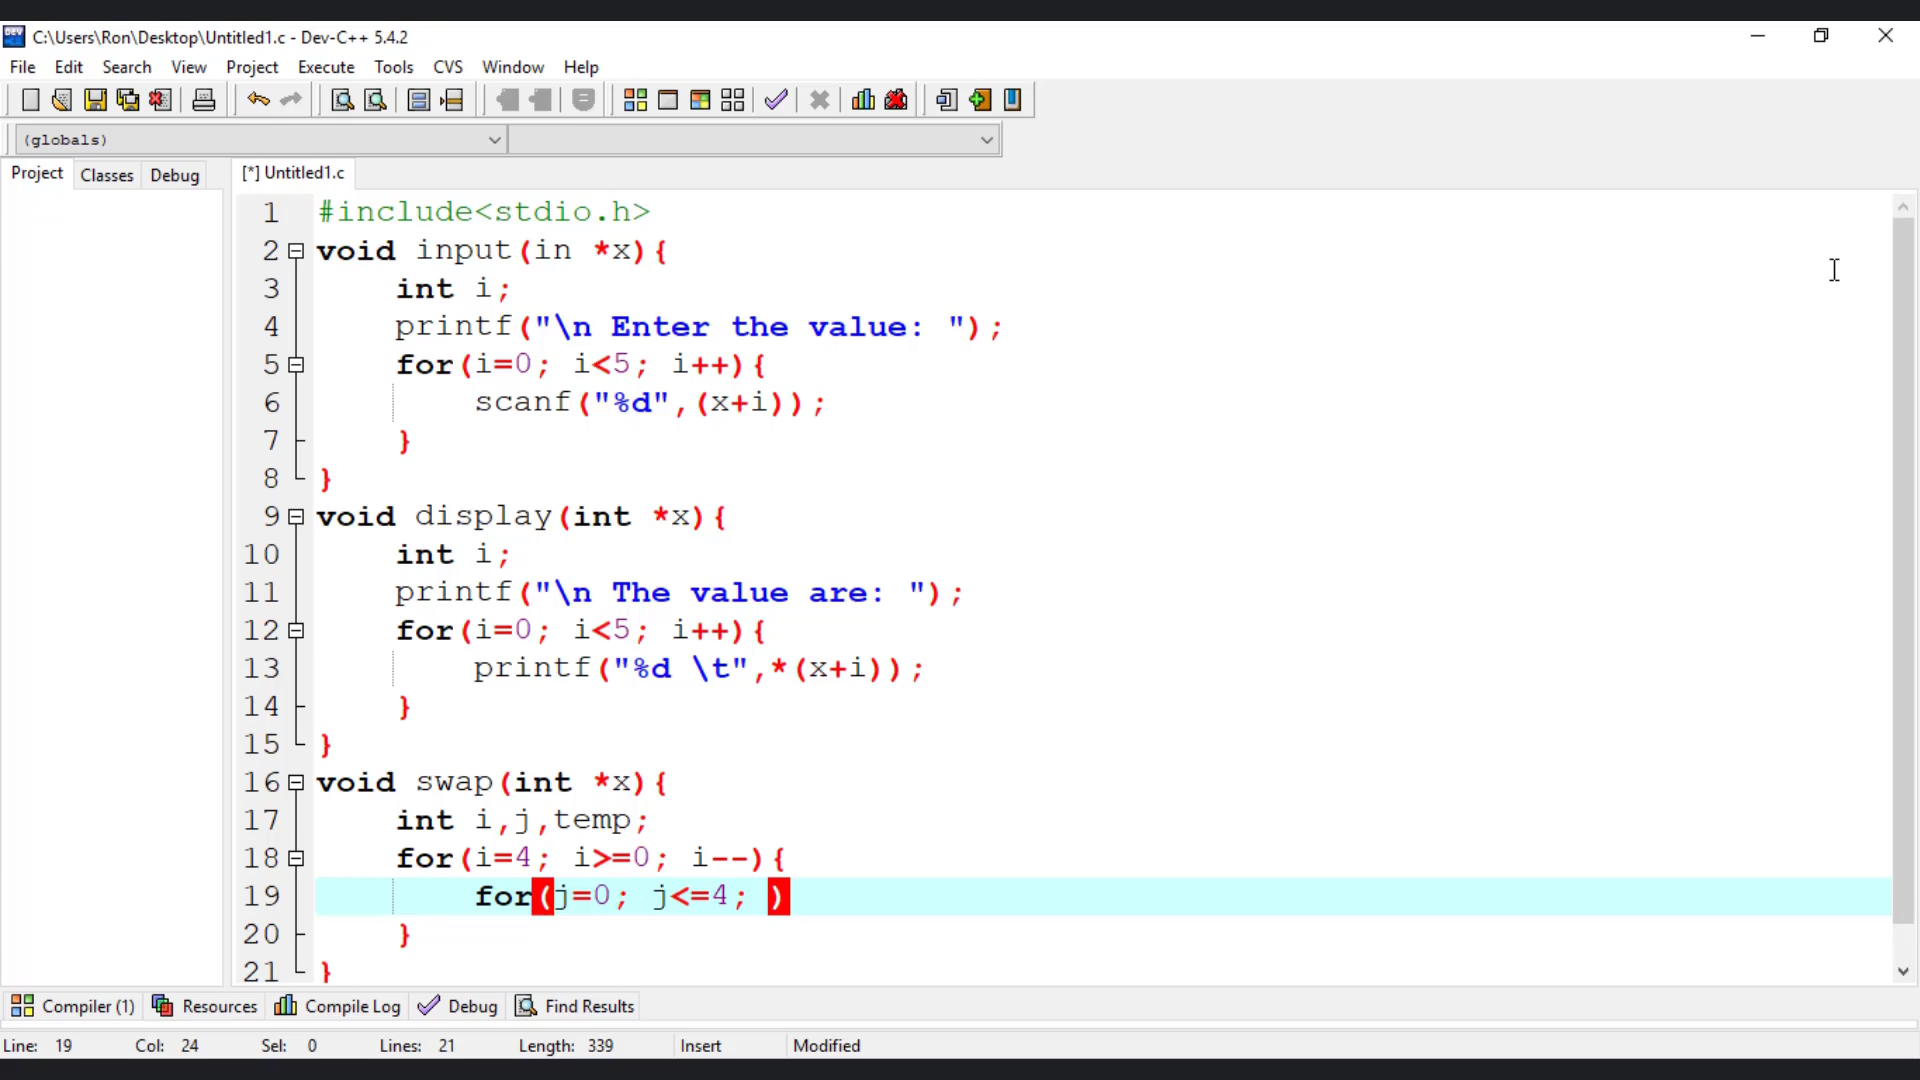 DEV
C:\Users\Ron\Desktop\Untitled1.c - Dev-C++ 5.4.2
File Edit Search View Project Execute Tools CVS Window Help
(globals)
Project Classes Debug [*] Untitled1.c
1 #include<stdio.h>
2 void input(in *x){
3 int i;
4 printf("\n Enter the value: ");
5 for(i=0; i<5; i++){
6 scanf("%d",(x+i));
7 }
8 }
9 void display(int *x){
10 int i;
11 printf("\n The value are: ");
12 for(i=0; i<5; i++){
13 printf("%d \t",*(x+i));
14 }
15 }
16 void swap(int *x){
17 int i,j,temp;
18 for(i=4; i>=0; i--){
19 for(j=0; j<=4; )
20 }
21 }
Compiler (1) Resources Compile Log Debug Find Results
Line: 19 Col: 24 Sel: 0 Lines: 21 Length: 339 Insert Modified